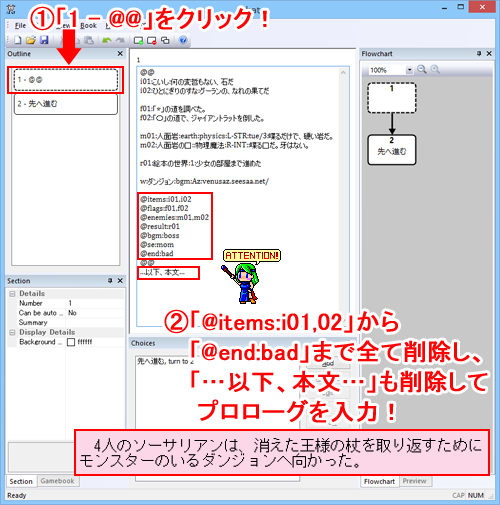 ①「1 - @@」をクリック！
Outline
1 - @@
2 - 先へ進む
1
@@
i01:こいし:何の変哲もない、石だ
i02:ひとにぎりのすな:グーランの、なれの果てだ
f01:「☆」の道を調べた。
f02:「〇」の道で、ジャイアントラットを倒した。
m01:人面岩:earth:physics:L-STR:tue/3:#喋るだけで、硬い岩だ。
m02:人面岩の口:=物理魔法:R-INT:#喋る口だ。牙はない。
r01:絵本の世界:1:少女の部屋まで進めた
w:ダンジョン:bgm:Az:venusaz.seesaa.net/
@items:i01,i02
@flags:f01,f02
@enemies:m01,m02
@result:r01
@bgm:boss
@se:mom
@end:bad
@@
…以下、本文…
ATTENTION!
②「@items:i01,02」から
「@end:bad」まで全て削除し、
「…以下、本文…」も削除して
プロローグを入力！
4人のソーサリアンは、消えた王様の杖を取り返すために
モンスターのいるダンジョンへ向かった。
Choices
先へ進む, turn to 2
Section
Details
Number 1
Can be auto ...
Summary
Display Details
Background ... ffffff
Section Gamebook
Ready
Flowchart
100%
1
2
先へ進む
Flowchart Preview
CAP NUM